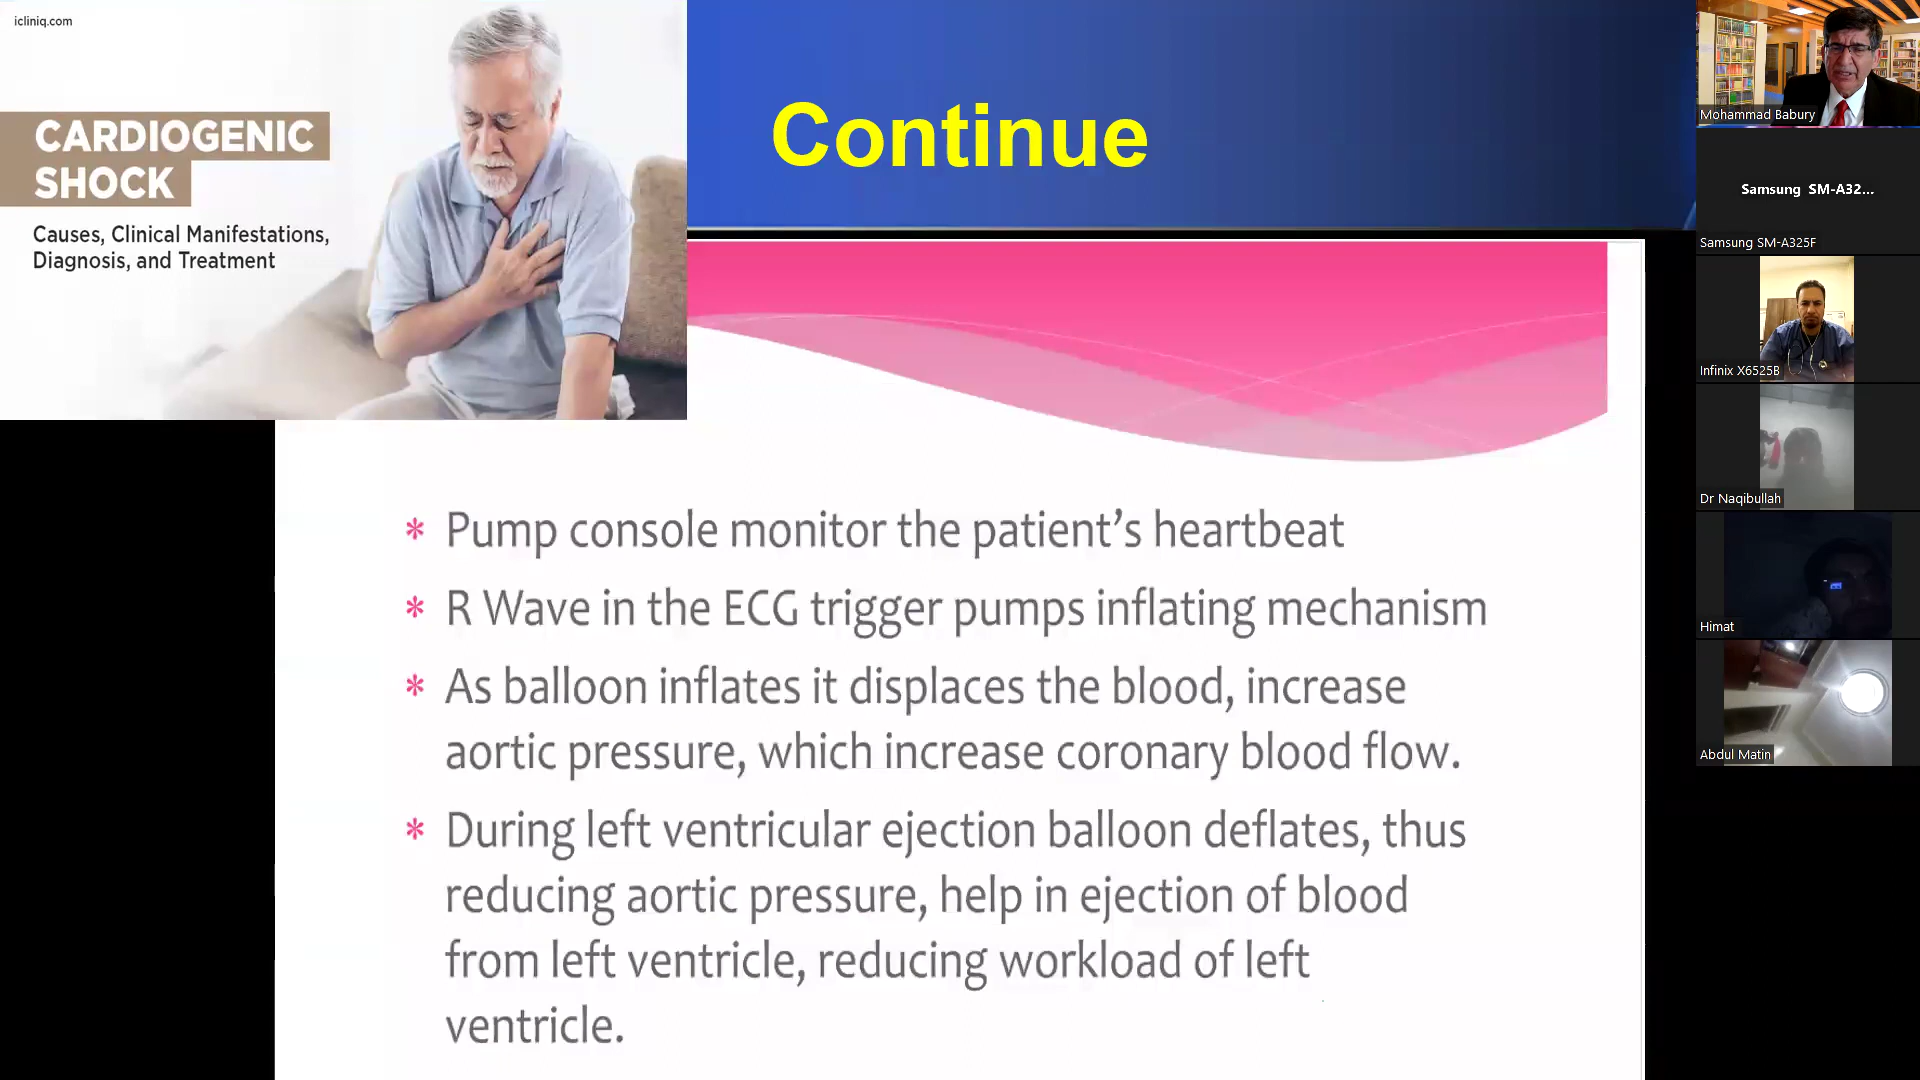 icliniq.com
CARDIOGENIC
SHOCK
Causes, Clinical Manifestations,
Diagnosis, and Treatment
Continue
* Pump console monitor the patient’s heartbeat
* R Wave in the ECG trigger pumps inflating mechanism
* As balloon inflates it displaces the blood, increase
aortic pressure, which increase coronary blood flow.
* During left ventricular ejection balloon deflates, thus
reducing aortic pressure, help in ejection of blood
from left ventricle, reducing workload of left
ventricle.
Mohammad Babury
Samsung SM-A32...
Samsung SM-A325F
Infinix X6525B
Dr Naqibullah
Himat
Abdul Matin